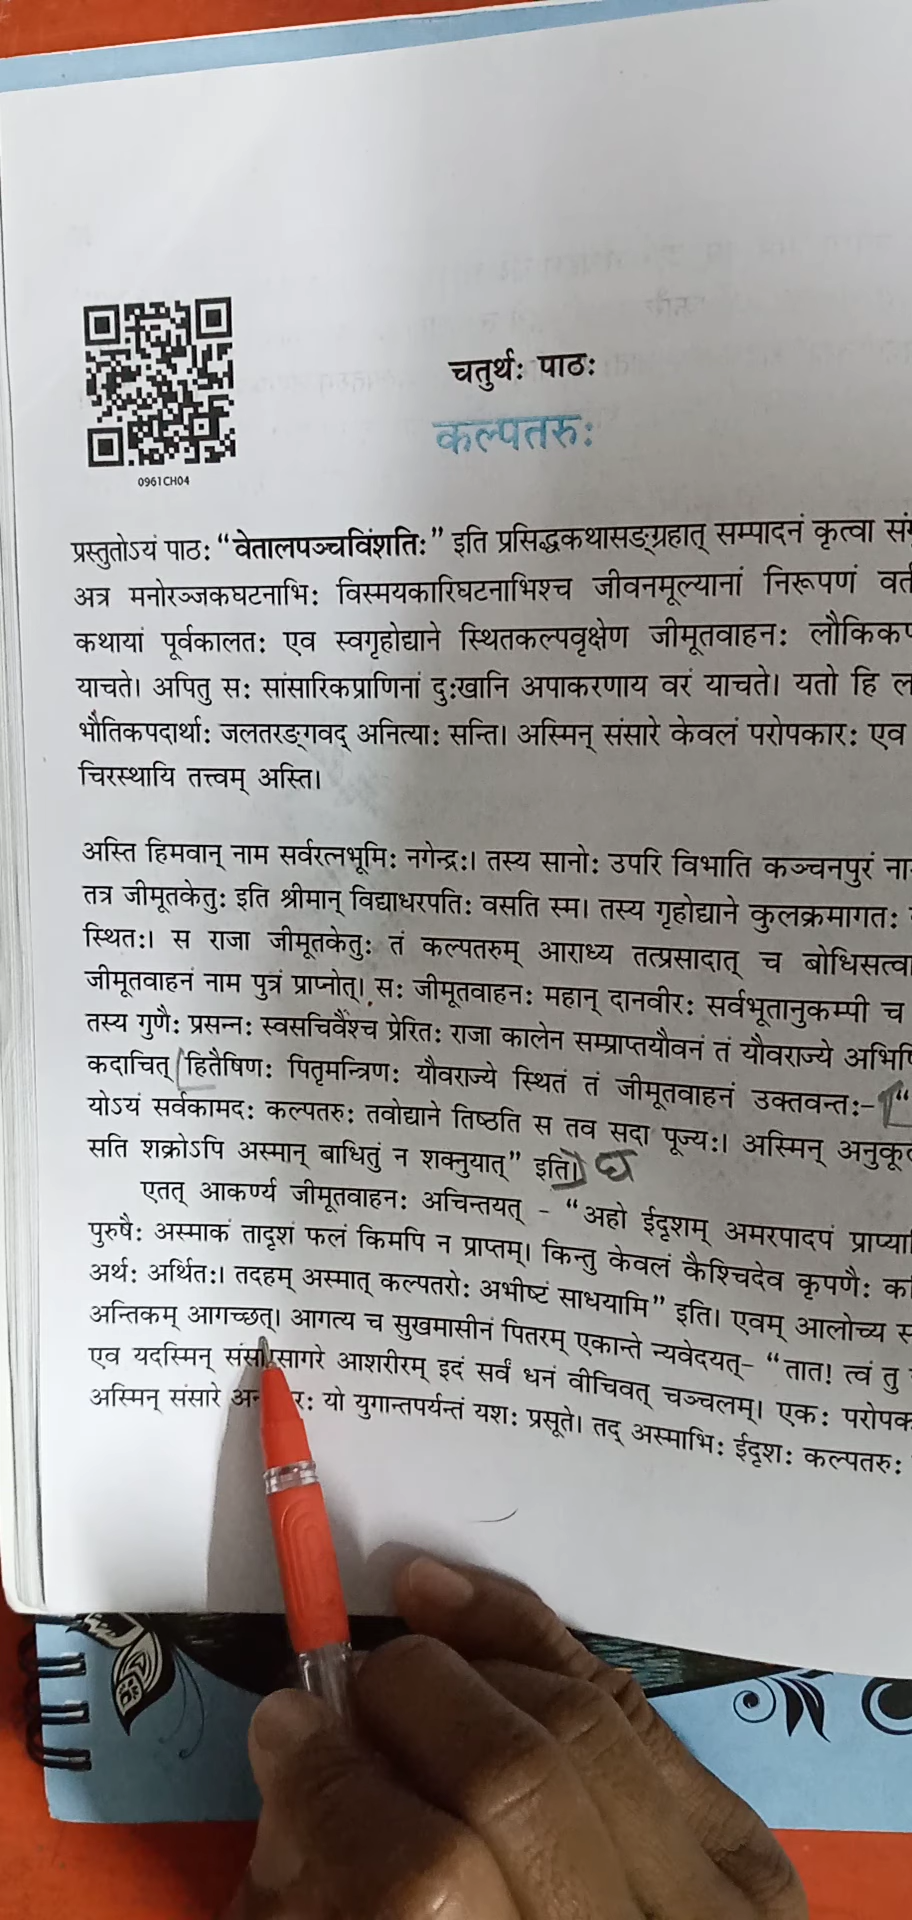 0961CH04
चतुर्थः पाठः
कल्पतरुः
प्रस्तुतोऽयं पाठः “वेतालपञ्चविंशतिः” इति प्रसिद्धकथासङ्ग्रहात् सम्पादनं कृत्वा
अत्र मनोरञ्जकघटनाभिः विस्मयकारिघटनाभिश्च जीवनमूल्यानां निरूपणं
कथायां पूर्वकालतः एव स्वगृहोद्याने स्थितकल्पवृक्षेण जीमूतवाहनः
याचते। अपितु सः सांसारिकप्राणिनां दुःखानि अपाकरणाय वरं याचते। यतो हि
भौतिकपदार्थाः जलतरङ्गवद् अनित्याः सन्ति। अस्मिन् संसारे केवलं परोपकारः एव
चिरस्थायि तत्त्वम् अस्ति।
अस्ति हिमवान् नाम सर्वरत्नभूमिः नगेन्द्रः। तस्य सानोः उपरि विभाति कञ्चनपुरं
तत्र जीमूतकेतुः इति श्रीमान् विद्याधरपतिः वसति स्म। तस्य गृहोद्याने कुलक्रमागतः
स्थितः। स राजा जीमूतकेतुः तं कल्पतरुम् आराध्य तत्प्रसादात् च
जीमूतवाहनं नाम पुत्रं प्राप्नोत्। सः जीमूतवाहनः महान् दानवीरः सर्वभूतानुकम्पी च
तस्य गुणैः प्रसन्नः स्वसचिवैश्च प्रेरितः राजा कालेन सम्प्राप्तयौवनं तं यौवराज्ये
कदाचित् हितैषिणः पितृमन्त्रिणः यौवराज्ये स्थितं तं जीमूतवाहनं उक्तवन्तः- “
योऽयं सर्वकामदः कल्पतरुः तवोद्याने तिष्ठति स तव सदा पूज्यः। अस्मिन्
सति शक्रोऽपि अस्मान् बाधितुं न शक्नुयात्” इति।
एतत् आकर्ण्य जीमूतवाहनः अचिन्तयत् - “अहो ईदृशम् अमरपादपं
पुरुषैः अस्माकं तादृशं फलं किमपि न प्राप्तम्। किन्तु केवलं कैश्चिदेव कृपणैः
अर्थः अर्थितः। तदहम् अस्मात् कल्पतरोः अभीष्टं साधयामि” इति। एवम् आलोच्य
अन्तिकम् आगच्छत्। आगत्य च सुखमासीनं पितरम् एकान्ते न्यवेदयत्- “तात! त्वं तु
एव यदस्मिन् आशरीरम् इदं सर्वं धनं वीचिवत् चञ्चलम्। एकः
अस्मिन् संसारे यो युगान्तपर्यन्तं यशः प्रसूते। तद् अस्माभिः ईदृशः कल्पतरुः